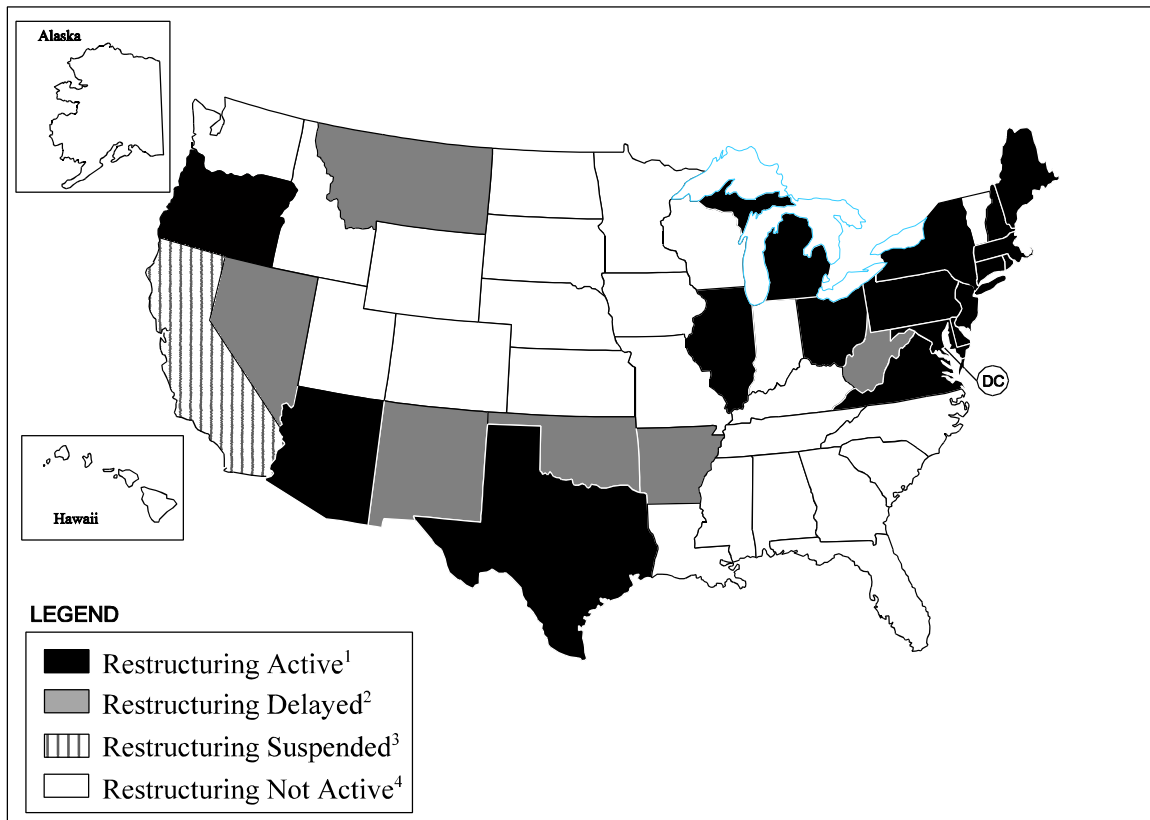 Alaska
DC
Hawaii
LEGEND
Restructuring Active¹
Restructuring Delayed²
Restructuring Suspended³
Restructuring Not Active⁴